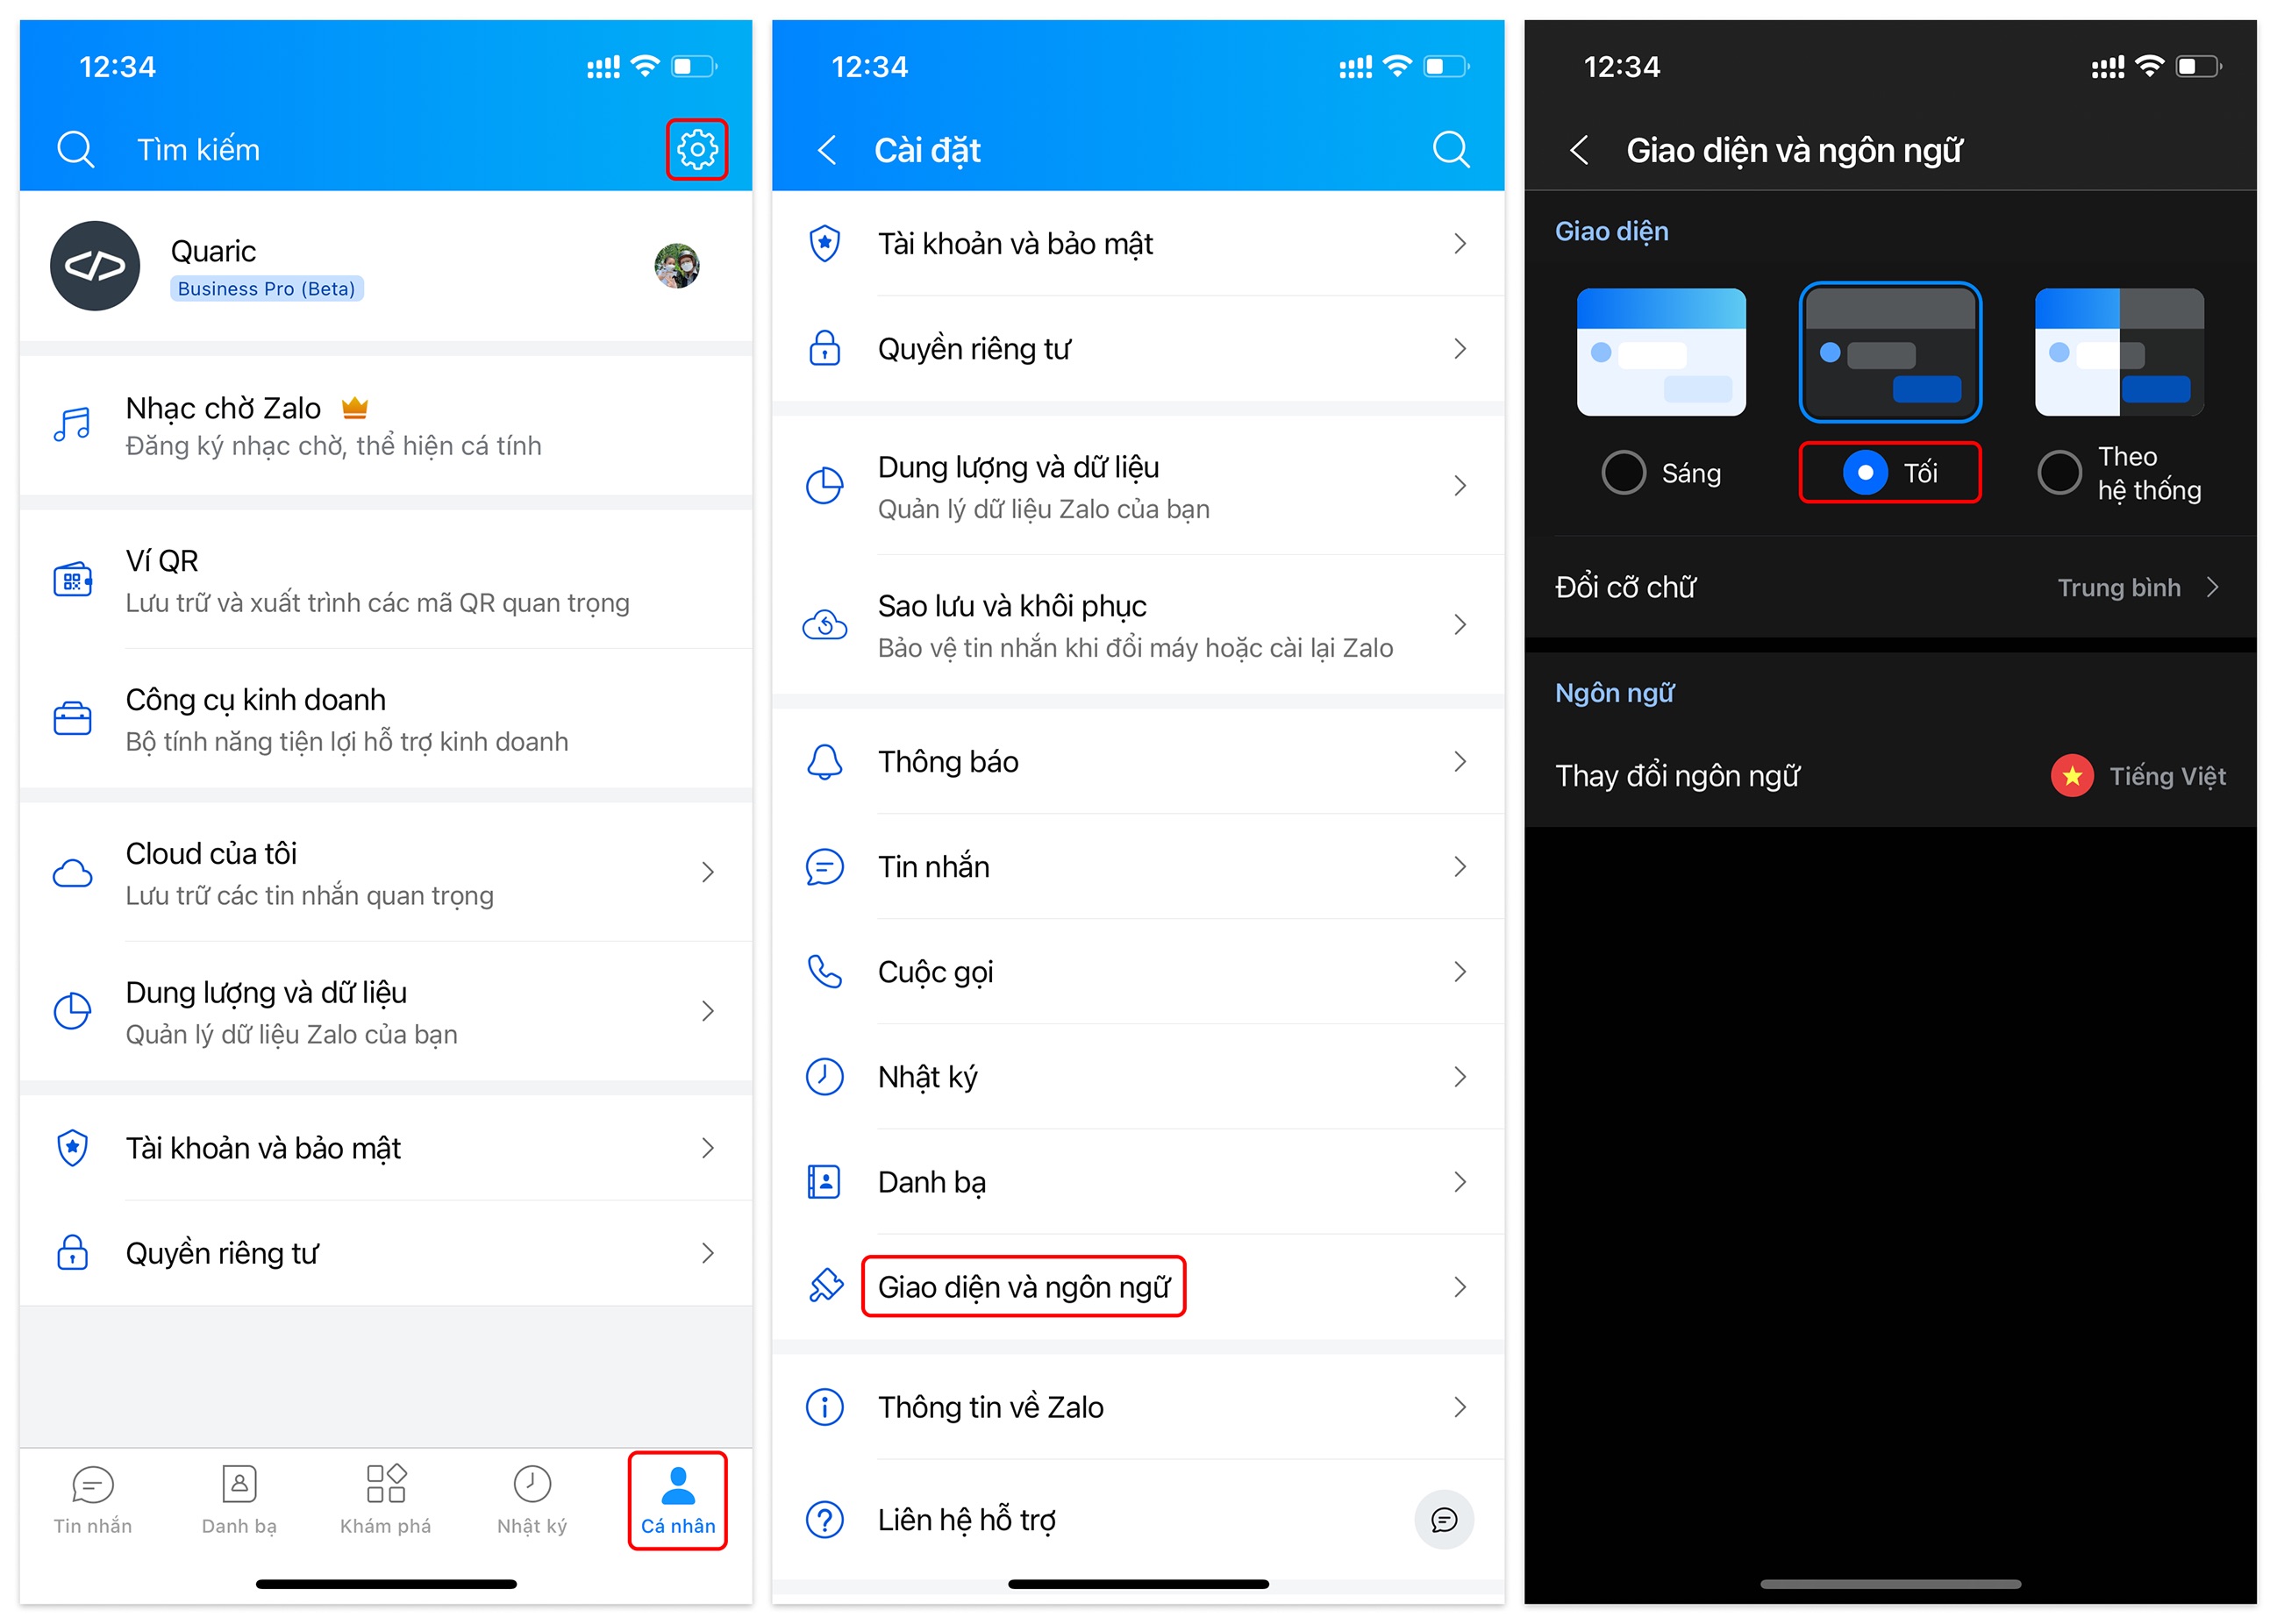 12:34
Tìm kiếm
Quaric
Business Pro (Beta)
Nhạc chờ Zalo
Đăng ký nhạc chờ, thể hiện cá tính
Ví QR
Lưu trữ và xuất trình các mã QR quan trọng
Công cụ kinh doanh
Bộ tính năng tiện lợi hỗ trợ kinh doanh
Cloud của tôi
Lưu trữ các tin nhắn quan trọng
Dung lượng và dữ liệu
Quản lý dữ liệu Zalo của bạn
Tài khoản và bảo mật
Quyền riêng tư
Tin nhắn
Danh bạ
Khám phá
Nhật ký
Cá nhân
12:34
Cài đặt
Tài khoản và bảo mật
Quyền riêng tư
Dung lượng và dữ liệu
Quản lý dữ liệu Zalo của bạn
Sao lưu và khôi phục
Bảo vệ tin nhắn khi đổi máy hoặc cài lại Zalo
Thông báo
Tin nhắn
Cuộc gọi
Nhật ký
Danh bạ
Giao diện và ngôn ngữ
Thông tin về Zalo
Liên hệ hỗ trợ
12:34
Giao diện và ngôn ngữ
Giao diện
Sáng
Tối
Theo
hệ thống
Đổi cỡ chữ
Trung bình
Ngôn ngữ
Thay đổi ngôn ngữ
Tiếng Việt